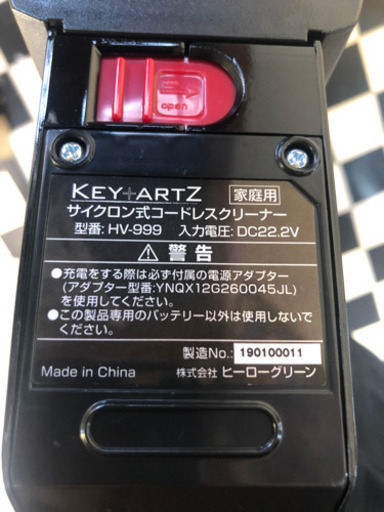 open
KEY+ARTZ 家庭用
サイクロン式コードレスクリーナー
型番: HV-999 入力電圧: DC22.2V
⚠ 警告
●充電をする際は必ず付属の電源アダプター
(アダプター型番:YNQX12G260045JL)
を使用してください。
●この製品専用のバッテリー以外は使用しないで
ください。
製造No.: 190100011
Made in China 株式会社 ヒーローグリーン